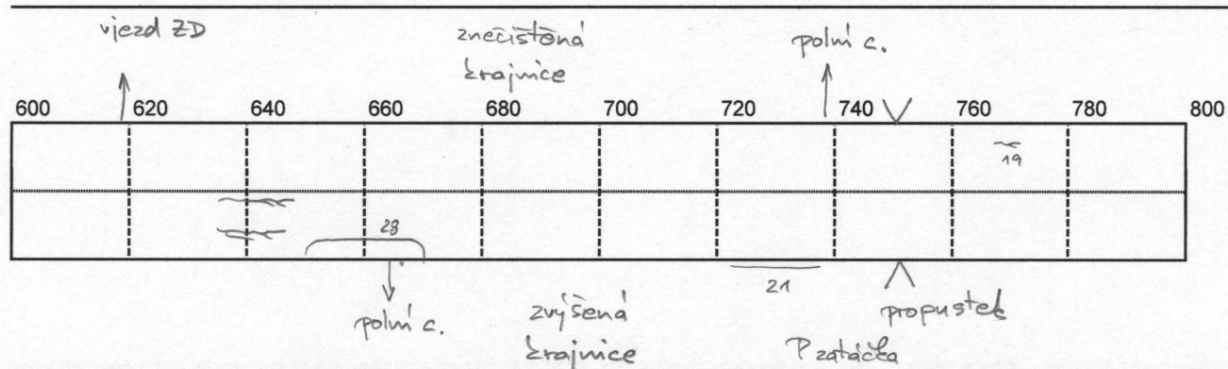 vjezd ZD
znečistěná
krajnice
polní c.
600 620 640 660 680 700 720 740 760 780 800
19
28
21
polní c.
zvýšená
krajnice
propustek
P zatáčka